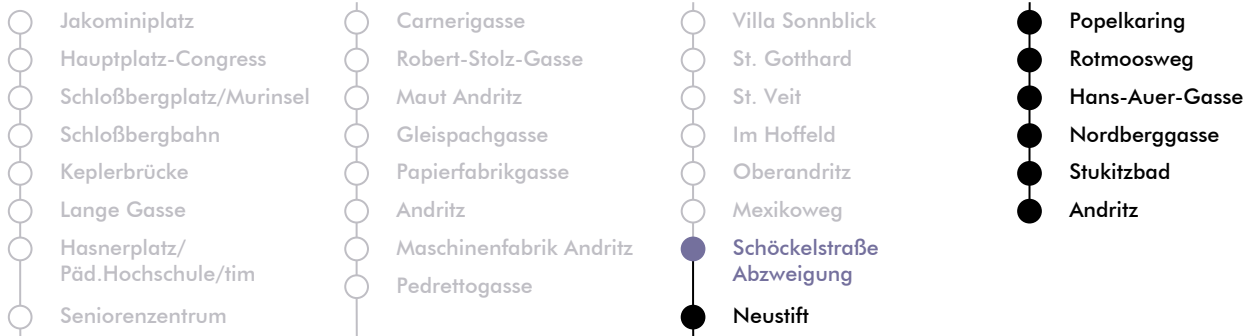 Jakominiplatz
Hauptplatz-Congress
Schloßbergplatz/Murinsel
Schloßbergbahn
Keplerbrücke
Lange Gasse
Hasnerplatz/
Päd.Hochschule/tim
Seniorenzentrum
Carnerigasse
Robert-Stolz-Gasse
Maut Andritz
Gleispachgasse
Papierfabrikgasse
Andritz
Maschinenfabrik Andritz
Pedrettogasse
Villa Sonnblick
St. Gotthard
St. Veit
Im Hoffeld
Oberandritz
Mexikoweg
Schöckelstraße
Abzweigung
Neustift
Popelkaring
Rotmoosweg
Hans-Auer-Gasse
Nordberggasse
Stukitzbad
Andritz